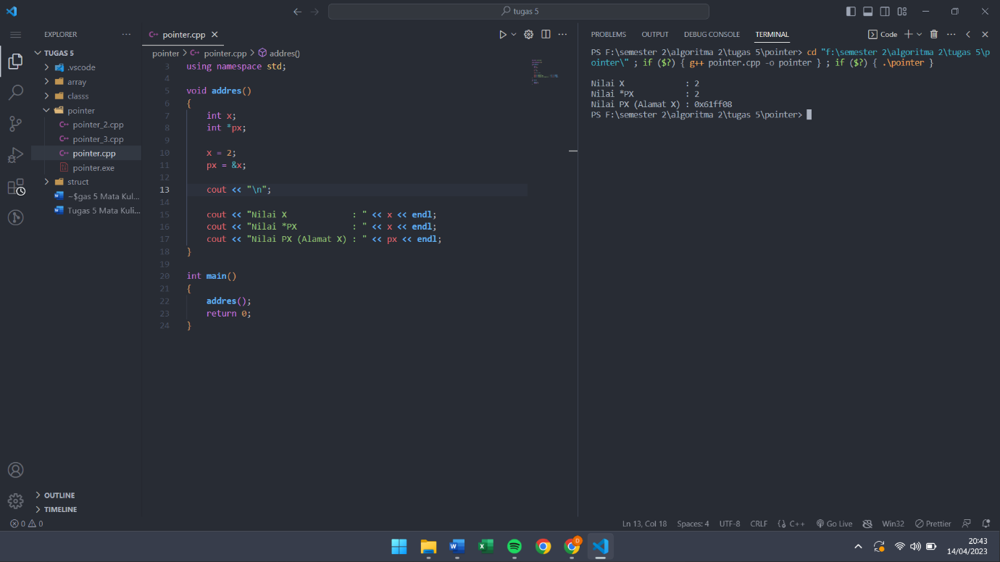 tugas 5
EXPLORER
TUGAS 5
.vscode
array
classs
pointer
pointer_2.cpp
pointer_3.cpp
pointer.cpp
pointer.exe
struct
~$gas 5 Mata Kul...
Tugas 5 Mata Kuli...
OUTLINE
TIMELINE
pointer.cpp
pointer > pointer.cpp > addres()
3 using namespace std;
4
5 void addres()
6 {
7 int x;
8 int *px;
9
10 x = 2;
11 px = &x;
12
13 cout << "\n";
14
15 cout << "Nilai X : " << x << endl;
16 cout << "Nilai *PX : " << x << endl;
17 cout << "Nilai PX (Alamat X) : " << px << endl;
18 }
19
20 int main()
21 {
22 addres();
23 return 0;
24 }
PROBLEMS OUTPUT DEBUG CONSOLE TERMINAL Code
PS F:\semester 2\algoritma 2\tugas 5\pointer> cd "f:\semester 2\algoritma 2\tugas 5\p
ointer\" ; if ($?) { g++ pointer.cpp -o pointer } ; if ($?) { .\pointer }
Nilai X : 2
Nilai *PX : 2
Nilai PX (Alamat X) : 0x61ff08
PS F:\semester 2\algoritma 2\tugas 5\pointer>
0 0 Ln 13, Col 18 Spaces: 4 UTF-8 CRLF C++ Go Live Win32 Prettier
20:43
14/04/2023